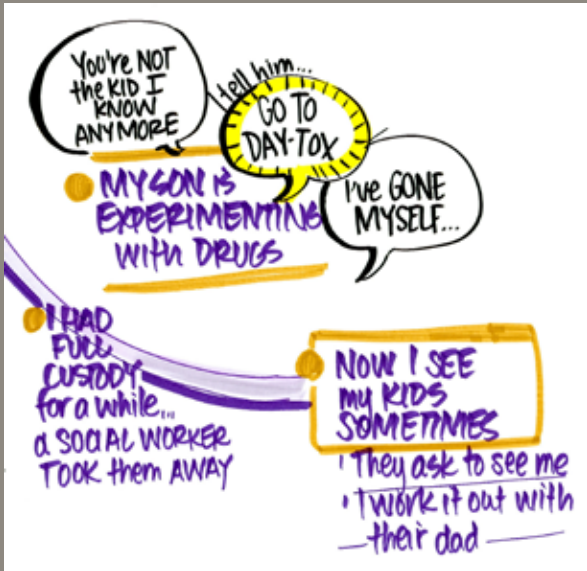 You're NOT
the KID I
KNOW
ANYMORE
tell him...
GO TO
DAY-TOX
I've GONE
MYSELF...
MY SON is
EXPERIMENTING
with DRUGS
I HAD
FULL
CUSTODY
for a while...
a SOCIAL WORKER
TOOK them AWAY
NOW I SEE
my KIDS
SOMETIMES
• They ask to see me
• I work it out with
their dad